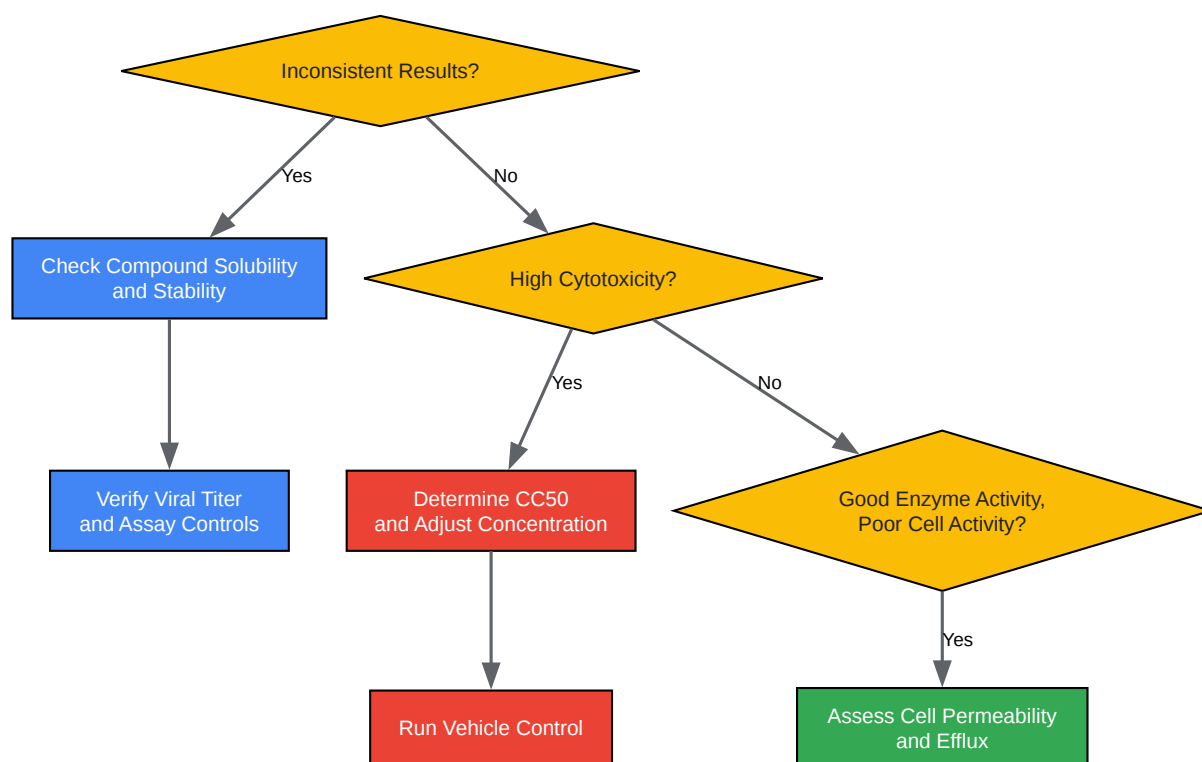 Inconsistent Results?
Yes
No
Check Compound Solubility
and Stability
High Cytotoxicity?
Yes
No
Verify Viral Titer
and Assay Controls
Determine CC50
and Adjust Concentration
Good Enzyme Activity,
Poor Cell Activity?
Yes
Run Vehicle Control
Assess Cell Permeability
and Efflux